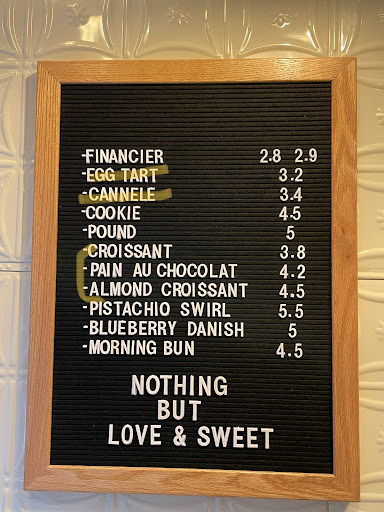 -FINANCIER 2.8 2.9
-EGG TART 3.2
-CANNELE 3.4
-COOKIE 4.5
-POUND 5
-CROISSANT 3.8
-PAIN AU CHOCOLAT 4.2
-ALMOND CROISSANT 4.5
-PISTACHIO SWIRL 5.5
-BLUEBERRY DANISH 5
-MORNING BUN 4.5
NOTHING
BUT
LOVE & SWEET